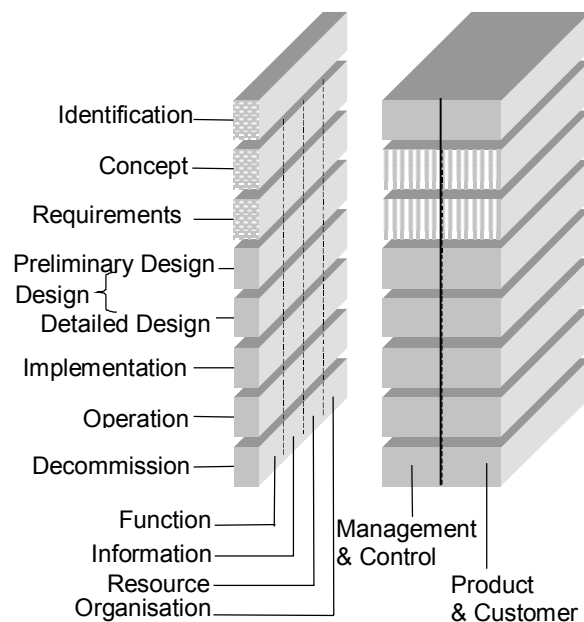 Identification
Concept
Requirements
Preliminary Design
Design
Detailed Design
Implementation
Operation
Decommission
Function
Information
Resource
Organisation
Management
& Control
Product
& Customer